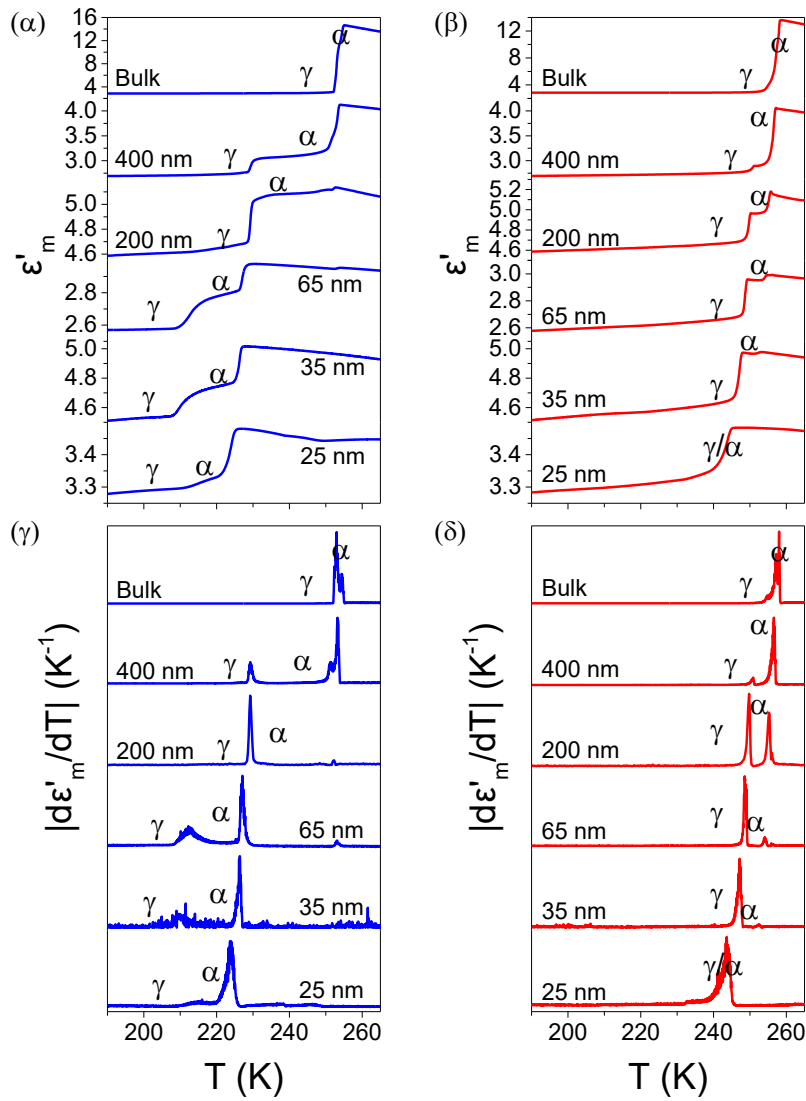 (α)
16
12
8
4
Bulk
γ
α
4.0
3.5
3.0
400 nm
γ
α
5.0
4.8
4.6
200 nm
γ
α
2.8
2.6
65 nm
γ
α
5.0
4.8
4.6
35 nm
γ
α
3.4
3.3
25 nm
γ
α
ε'm
(β)
16
12
8
4
Bulk
γ
α
4.0
3.5
3.0
400 nm
γ
α
5.2
5.0
4.8
4.6
200 nm
γ
α
3.0
2.8
2.6
65 nm
γ
α
5.0
4.8
4.6
35 nm
γ
α
3.4
3.3
25 nm
γ/α
ε'm
(γ)
Bulk
γ
α
400 nm
γ
α
200 nm
γ
α
65 nm
γ
α
35 nm
γ
α
25 nm
γ
α
|dε'm/dT| (K-1)
200 220 240 260
T (K)
(δ)
Bulk
γ
α
400 nm
γ
α
200 nm
γ
α
65 nm
γ
α
35 nm
γ
α
25 nm
γ/α
|dε'm/dT| (K-1)
200 220 240 260
T (K)